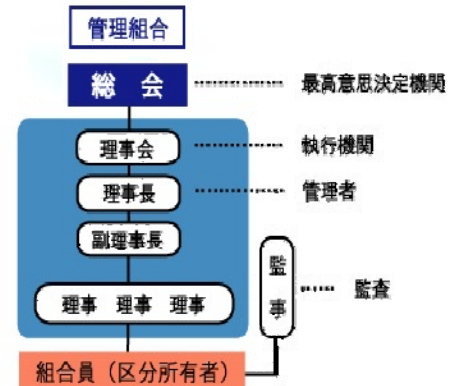 管理組合
総 会 最高意思決定機関
理事会 執行機関
理事長 管理者
副理事長
監事 監査
理事 理事 理事
組合員（区分所有者）